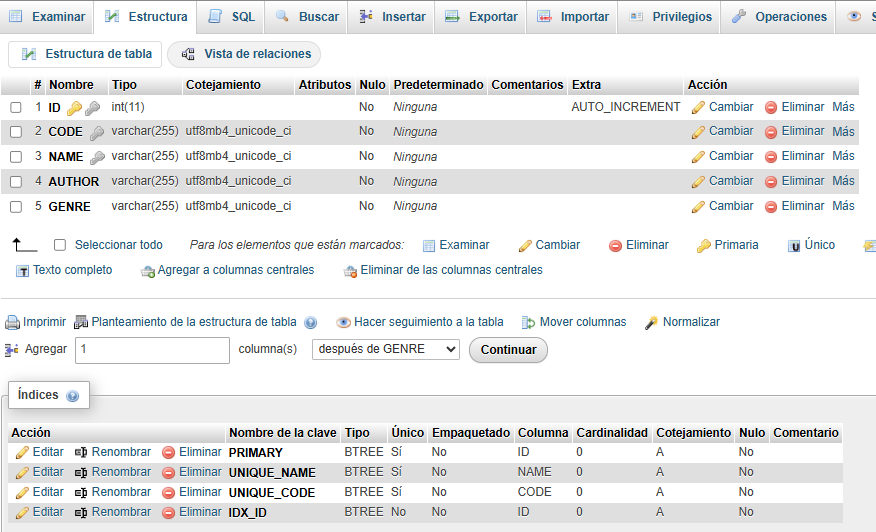 Examinar Estructura SQL Buscar Insertar Exportar Importar Privilegios Operaciones
Estructura de tabla Vista de relaciones
# Nombre Tipo Cotejamiento Atributos Nulo Predeterminado Comentarios Extra Acción
1 ID int(11) No Ninguna AUTO_INCREMENT Cambiar Eliminar Más
2 CODE varchar(255) utf8mb4_unicode_ci No Ninguna Cambiar Eliminar Más
3 NAME varchar(255) utf8mb4_unicode_ci No Ninguna Cambiar Eliminar Más
4 AUTHOR varchar(255) utf8mb4_unicode_ci No Ninguna Cambiar Eliminar Más
5 GENRE varchar(255) utf8mb4_unicode_ci No Ninguna Cambiar Eliminar Más
Seleccionar todo Para los elementos que están marcados: Examinar Cambiar Eliminar Primaria Único
Texto completo Agregar a columnas centrales Eliminar de las columnas centrales
Imprimir Planteamiento de la estructura de tabla Hacer seguimiento a la tabla Mover columnas Normalizar
Agregar 1 columna(s) después de GENRE Continuar
Índices
Acción Nombre de la clave Tipo Único Empaquetado Columna Cardinalidad Cotejamiento Nulo Comentario
Editar Renombrar Eliminar PRIMARY BTREE Sí No ID 0 A No
Editar Renombrar Eliminar UNIQUE_NAME BTREE Sí No NAME 0 A No
Editar Renombrar Eliminar UNIQUE_CODE BTREE Sí No CODE 0 A No
Editar Renombrar Eliminar IDX_ID BTREE No No ID 0 A No